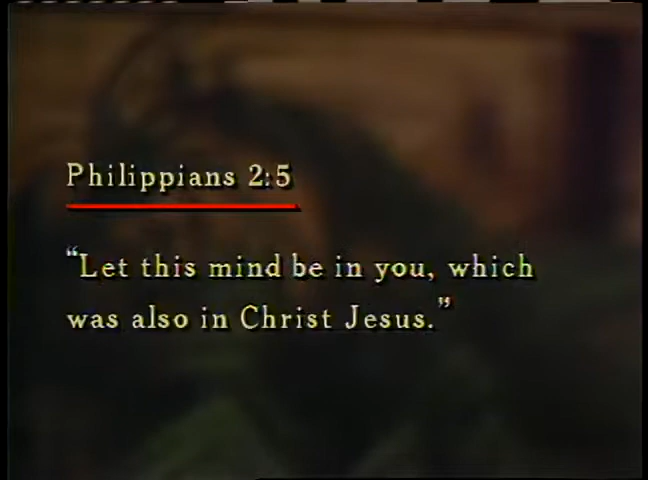 Philippians 2:5
“Let this mind be in you, which
was also in Christ Jesus.”